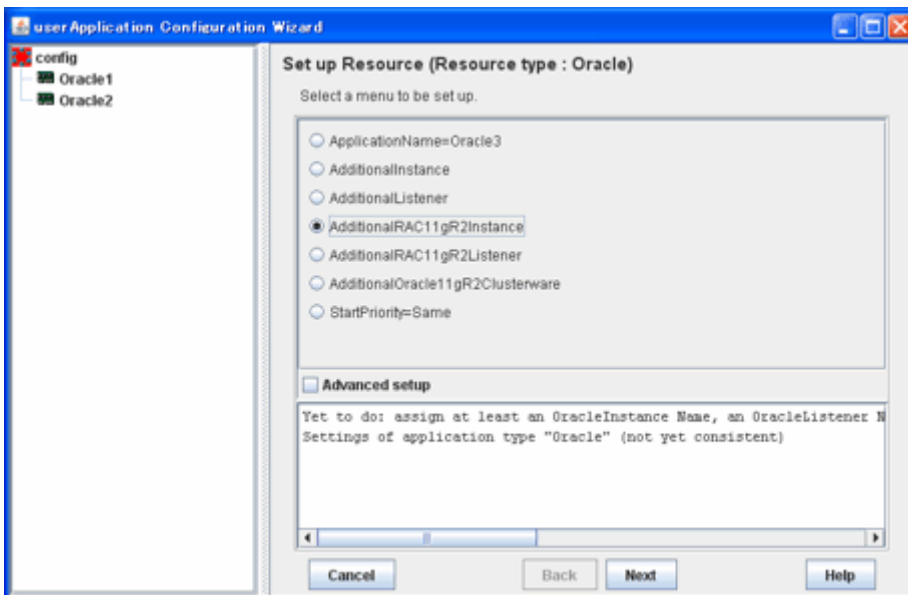 userApplication Configuration Wizard
config
Oracle1
Oracle2
Set up Resource (Resource type : Oracle)
Select a menu to be set up.
ApplicationName=Oracle3
AdditionalInstance
AdditionalListener
AdditionalRAC11gR2Instance
AdditionalRAC11gR2Listener
AdditionalOracle11gR2Clusterware
StartPriority=Same
Advanced setup
Yet to do: assign at least an OracleInstance Name, an OracleListener N
Settings of application type "Oracle" (not yet consistent)
Cancel
Back
Next
Help